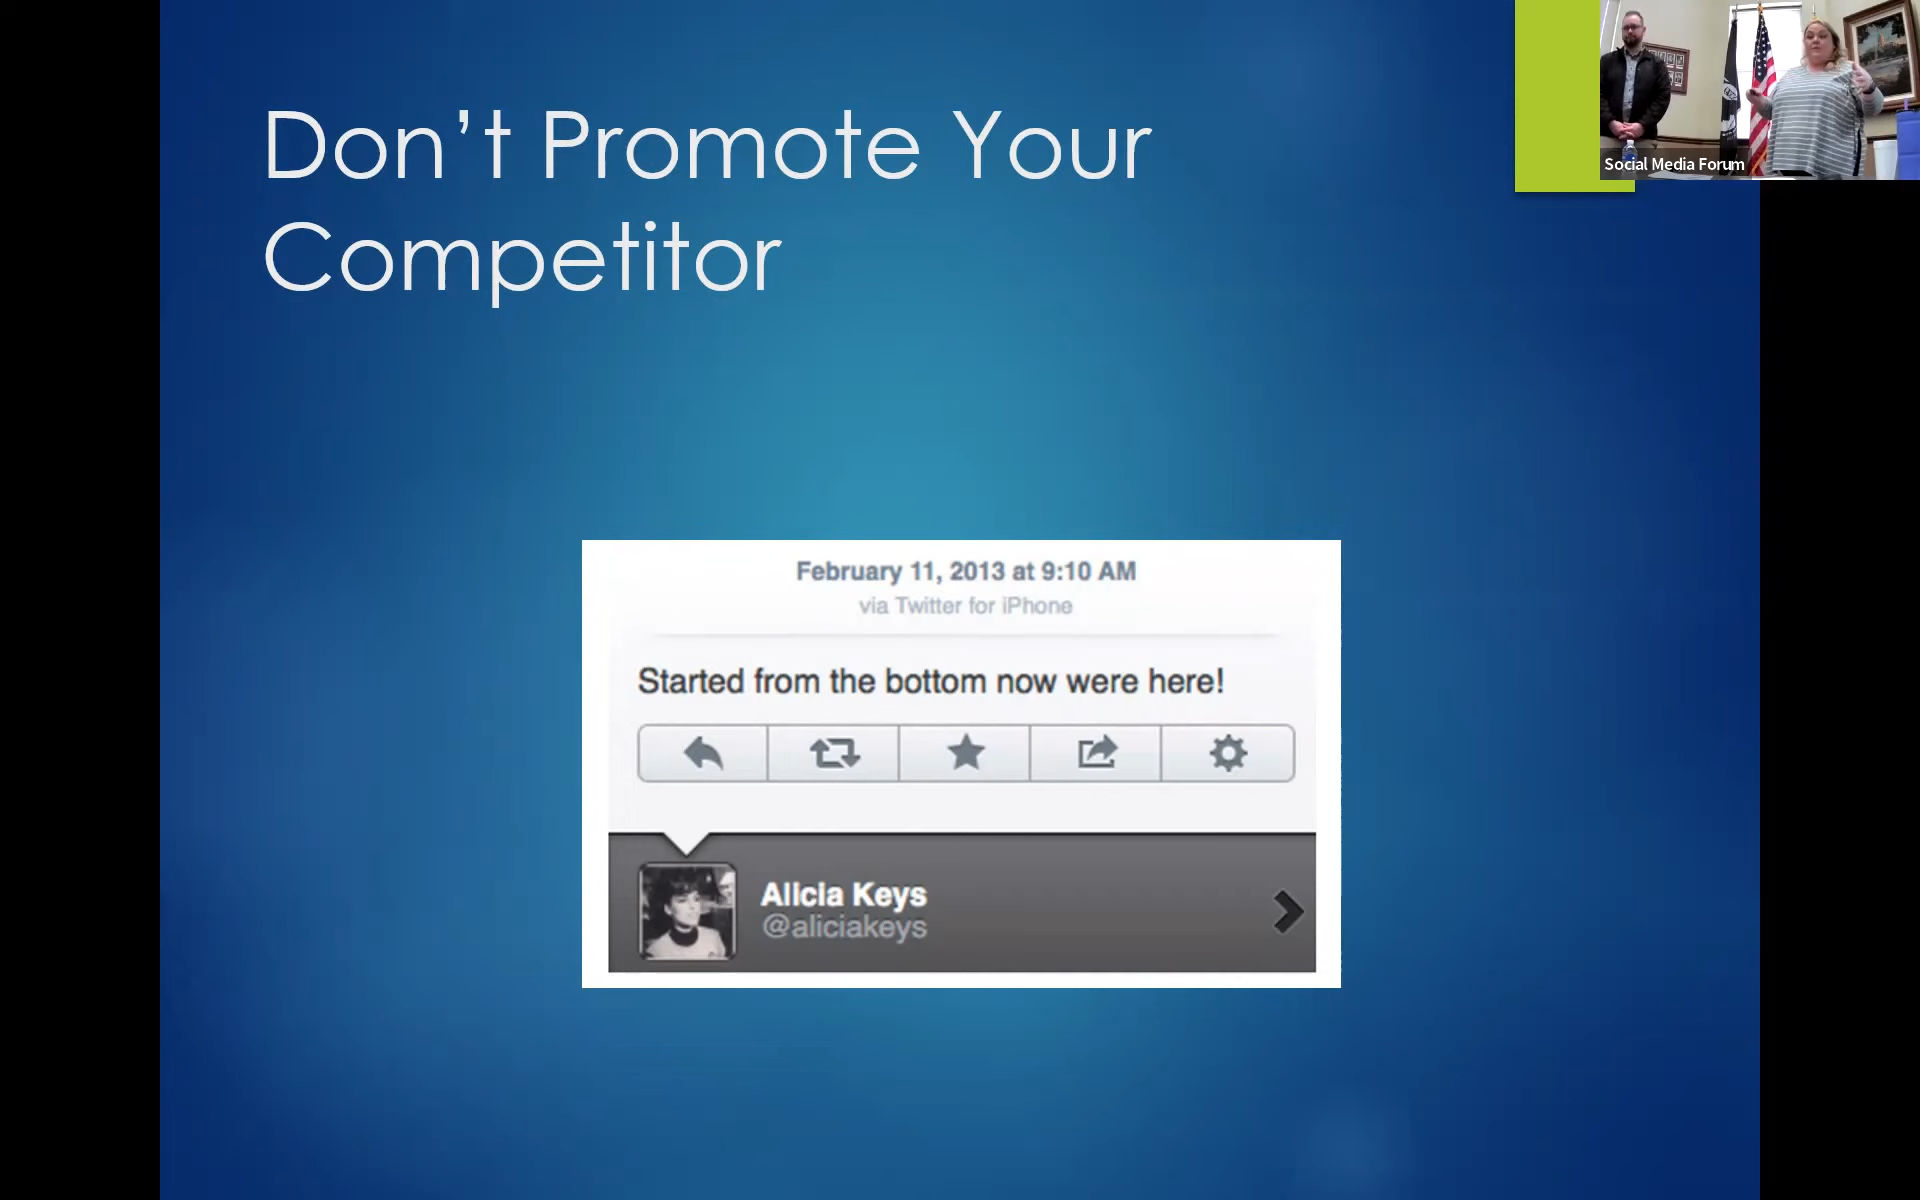 Don’t Promote Your
Competitor
Social Media Forum
February 11, 2013 at 9:10 AM
via Twitter for iPhone
Started from the bottom now were here!
Alicia Keys
@aliciakeys